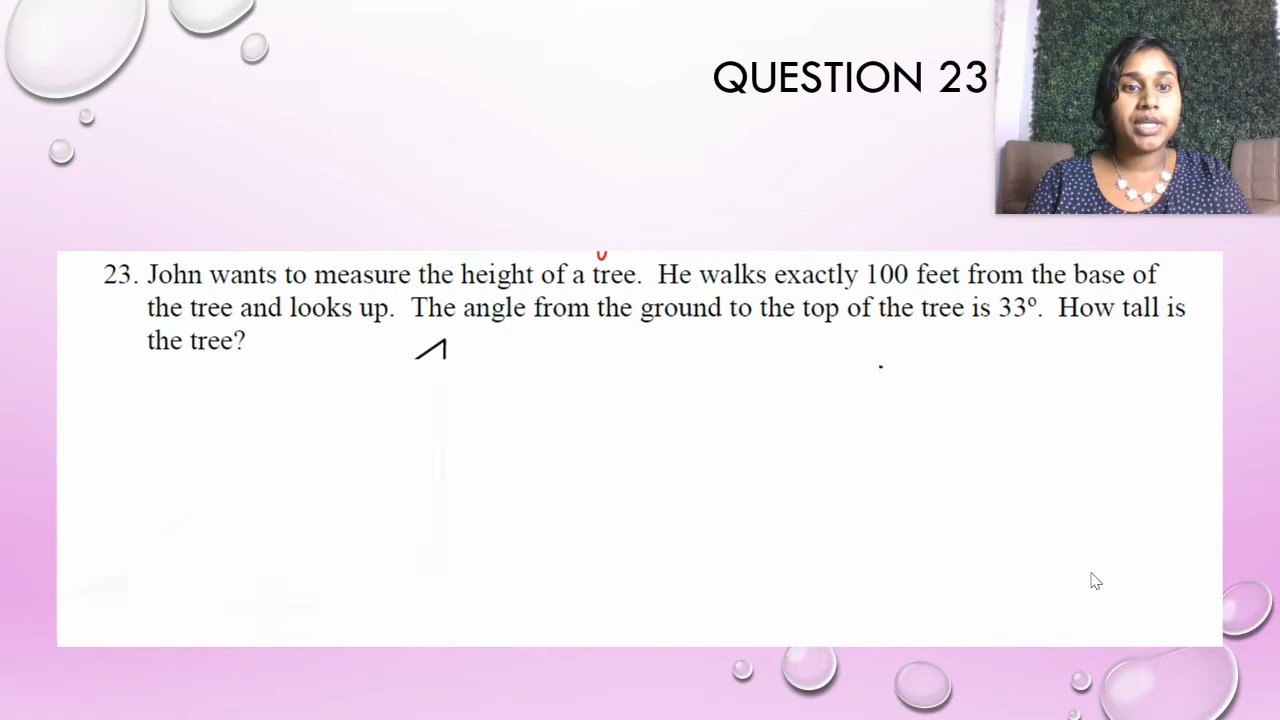 QUESTION 23
23. John wants to measure the height of a tree. He walks exactly 100 feet from the base of
the tree and looks up. The angle from the ground to the top of the tree is 33º. How tall is
the tree?